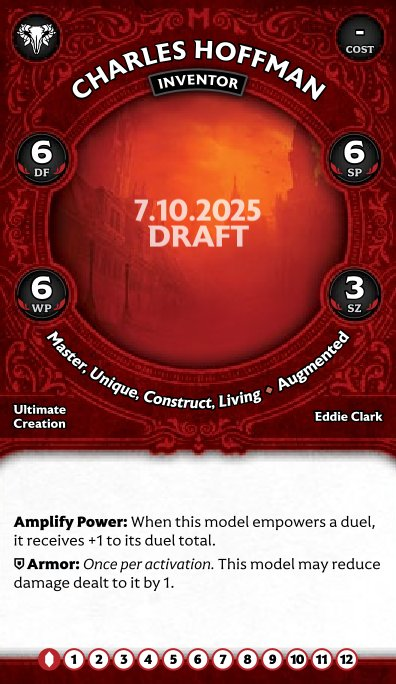 -
COST
CHARLES HOFFMAN
INVENTOR
6
DF
6
SP
7.10.2025
DRAFT
6
WP
3
SZ
Master, Unique, Construct, Living ♦ Augmented
Ultimate
Creation
Eddie Clark
Amplify Power: When this model empowers a duel,
it receives +1 to its duel total.
Armor: Once per activation. This model may reduce
damage dealt to it by 1.
1 2 3 4 5 6 7 8 9 10 11 12